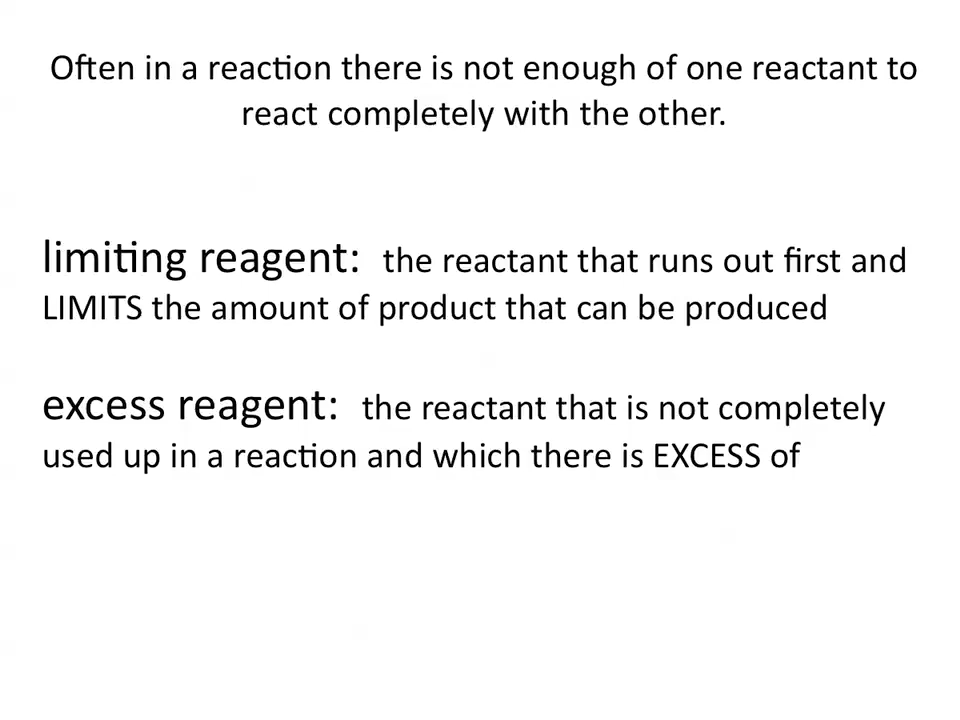 Often in a reaction there is not enough of one reactant to
react completely with the other.
limiting reagent: the reactant that runs out first and
LIMITS the amount of product that can be produced
excess reagent: the reactant that is not completely
used up in a reaction and which there is EXCESS of